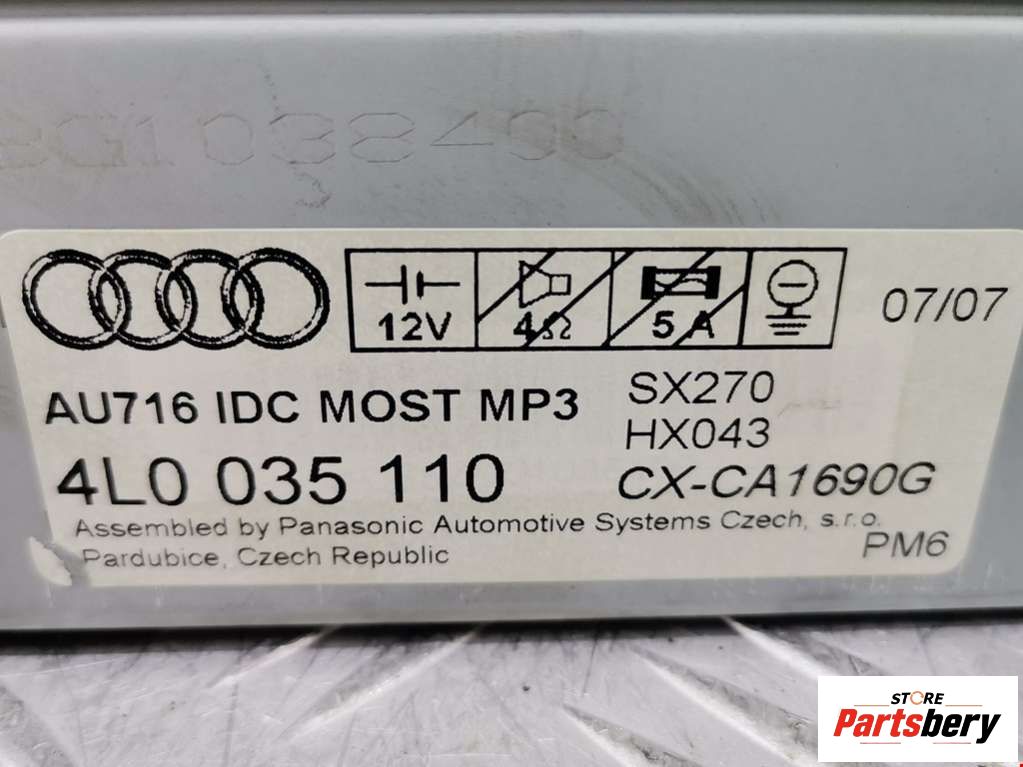 G1038400
12V 4Ω 5 A
07/07
AU716 IDC MOST MP3
SX270
HX043
4L0 035 110
CX-CA1690G
Assembled by Panasonic Automotive Systems Czech, s.r.o.
Pardubice, Czech Republic
PM6
STORE
Partsbery